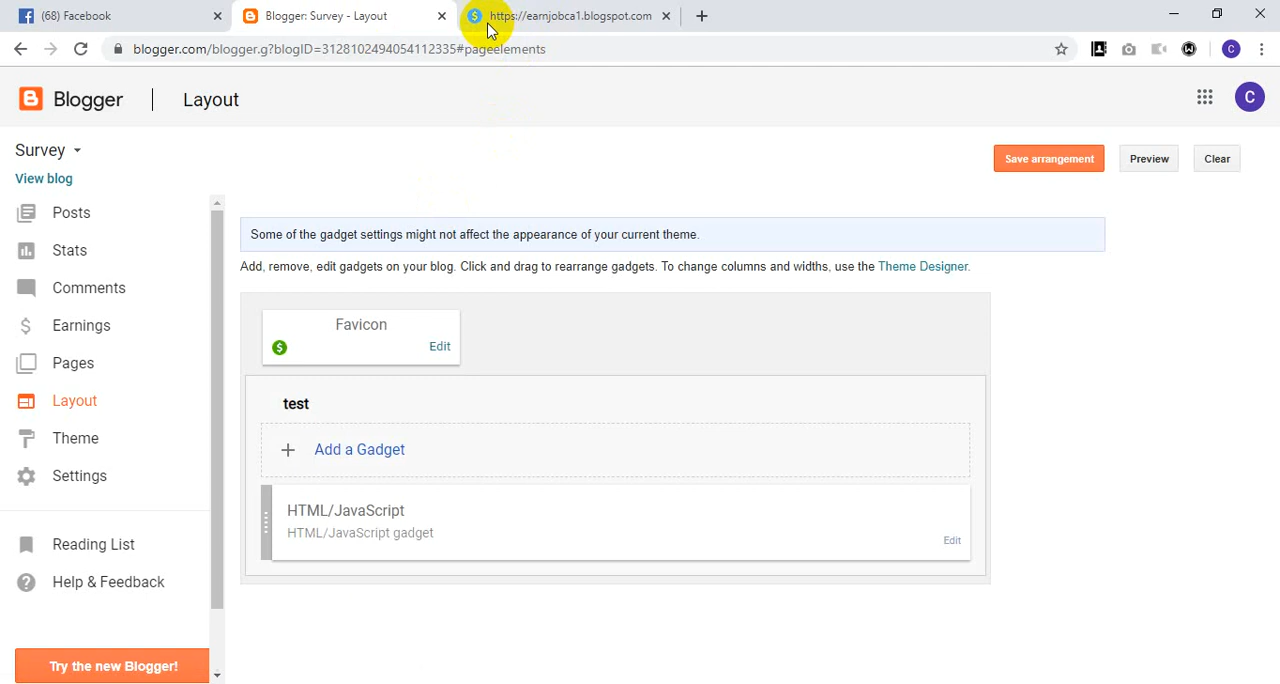 (68) Facebook
Blogger: Survey - Layout
https://earnjobca1.blogspot.com
blogger.com/blogger.g?blogID=3128102494054112335#pageelements
C
Blogger
Layout
C
Survey
View blog
Save arrangement
Preview
Clear
Posts
Stats
Comments
Earnings
Pages
Layout
Theme
Settings
Reading List
Help & Feedback
Try the new Blogger!
Some of the gadget settings might not affect the appearance of your current theme.
Add, remove, edit gadgets on your blog. Click and drag to rearrange gadgets. To change columns and widths, use the Theme Designer.
Favicon
Edit
test
Add a Gadget
HTML/JavaScript
HTML/JavaScript gadget
Edit